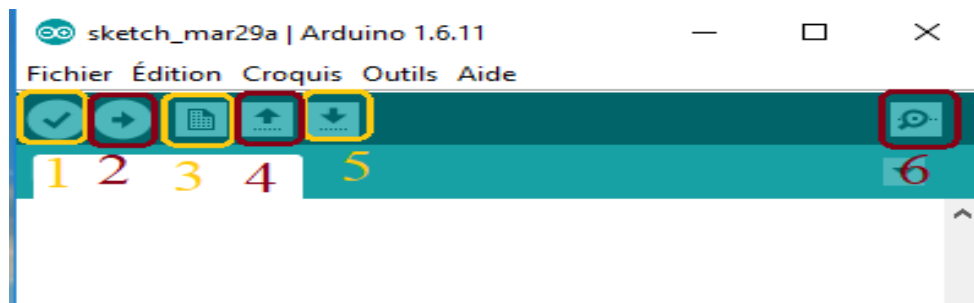 sketch_mar29a | Arduino 1.6.11
Fichier Édition Croquis Outils Aide
1 2 3 4 5 6